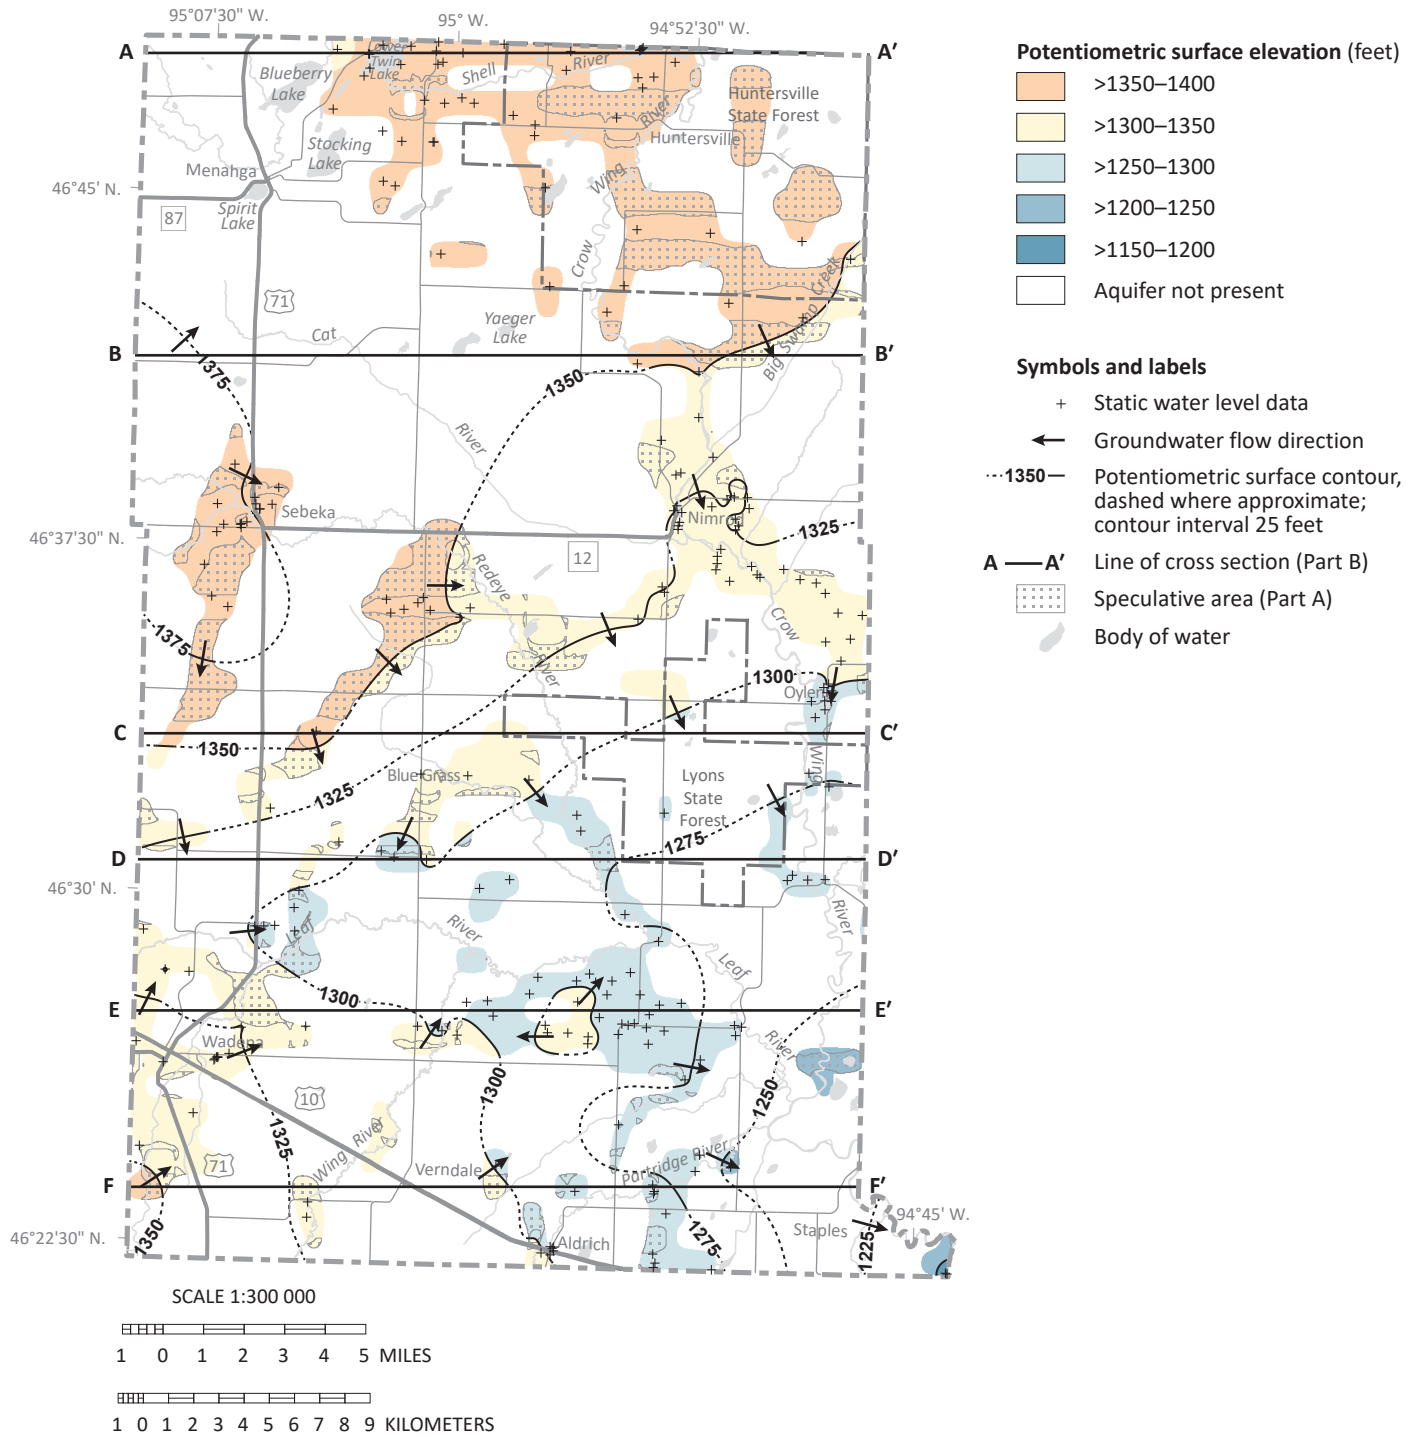 95°07'30" W.
95° W.
94°52'30" W.
A
A′
Lower
Twin
Lake
Blueberry
Lake
Shell
River
Huntersville
State Forest
River
Huntersville
Stocking
Lake
Menahga
46°45' N.
Wing
87
Spirit
Lake
Crow
71
Big Swamp Creek
Yaeger
Lake
Cat
B
B′
1375
1350
River
Sebeka
Nimrod
1325
46°37'30" N.
12
Redeye
Crow
1375
River
1300
Oylen
C
C′
1350
Wing
Blue Grass
Lyons
State
Forest
1325
1275
D
D′
46°30' N.
River
Leaf
River
Leaf
1300
E
E′
Wadena
River
1300
1250
10
1325
Wing River
71
Verndale
Partridge River
F
F′
94°45' W.
Staples
46°22'30" N.
1350
Aldrich
1275
1225
SCALE 1:300 000
1 0 1 2 3 4 5 MILES
1 0 1 2 3 4 5 6 7 8 9 KILOMETERS
Potentiometric surface elevation (feet)
>1350–1400
>1300–1350
>1250–1300
>1200–1250
>1150–1200
Aquifer not present
Symbols and labels
Static water level data
Groundwater flow direction
1350 Potentiometric surface contour,
dashed where approximate;
contour interval 25 feet
A A′ Line of cross section (Part B)
Speculative area (Part A)
Body of water